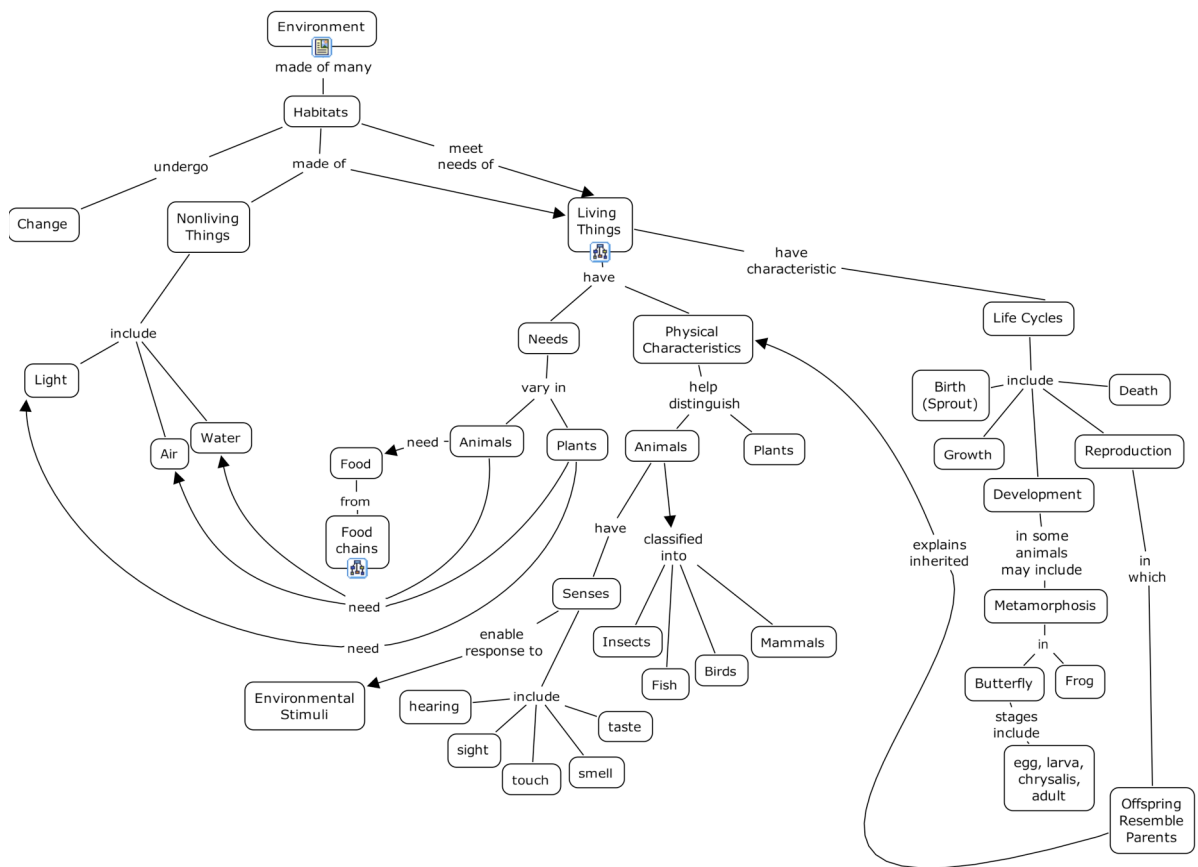 Environment
made of many
Habitats
undergo
made of
meet
needs of
Change
Nonliving
Things
Living
Things
have
have
characteristic
include
Light
Air
Water
Needs
vary in
Animals
Plants
need
Food
from
Food
chains
need
need
Physical
Characteristics
help
distinguish
Animals
Plants
have
classified
into
Senses
Insects
Fish
Birds
Mammals
enable
response to
Environmental
Stimuli
include
hearing
sight
touch
smell
taste
Life Cycles
include
Birth
(Sprout)
Death
Growth
Reproduction
Development
in some
animals
may include
Metamorphosis
in
Butterfly
Frog
stages
include
egg, larva,
chrysalis,
adult
in
which
Offspring
Resemble
Parents
explains
inherited